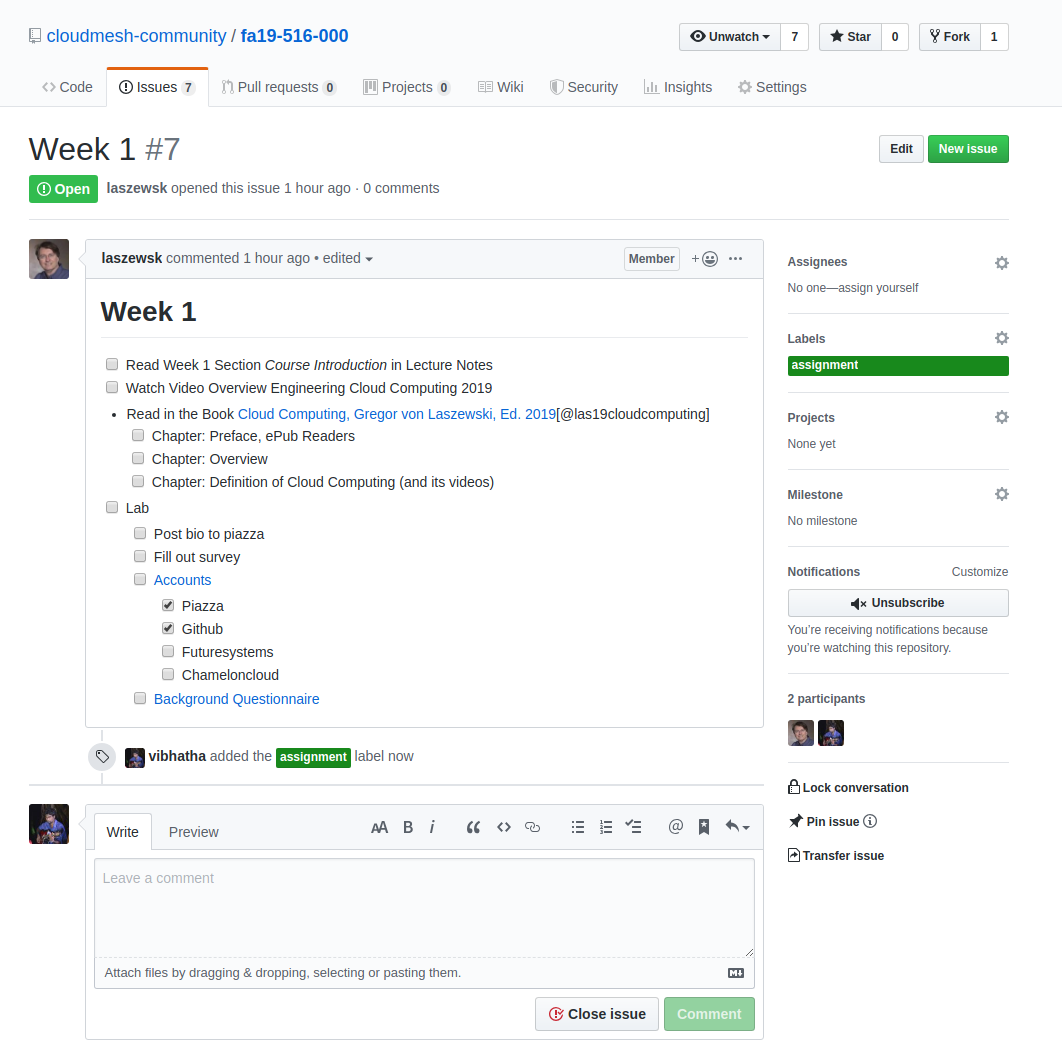 cloudmesh-community / fa19-516-000
Unwatch 7 Star 0 Fork 1
Code Issues 7 Pull requests 0 Projects 0 Wiki Security Insights Settings
Week 1 #7
Edit New issue
Open laszewsk opened this issue 1 hour ago · 0 comments
laszewsk commented 1 hour ago • edited
Member
Week 1
Read Week 1 Section Course Introduction in Lecture Notes
Watch Video Overview Engineering Cloud Computing 2019
• Read in the Book Cloud Computing, Gregor von Laszewski, Ed. 2019[@las19cloudcomputing]
Chapter: Preface, ePub Readers
Chapter: Overview
Chapter: Definition of Cloud Computing (and its videos)
Lab
Post bio to piazza
Fill out survey
Accounts
Piazza
Github
Futuresystems
Chameloncloud
Background Questionnaire
vibhatha added the assignment label now
Write Preview
AA B i
Leave a comment
Attach files by dragging & dropping, selecting or pasting them.
Close issue Comment
Assignees
No one—assign yourself
Labels
assignment
Projects
None yet
Milestone
No milestone
Notifications Customize
Unsubscribe
You're receiving notifications because
you're watching this repository.
2 participants
Lock conversation
Pin issue
Transfer issue